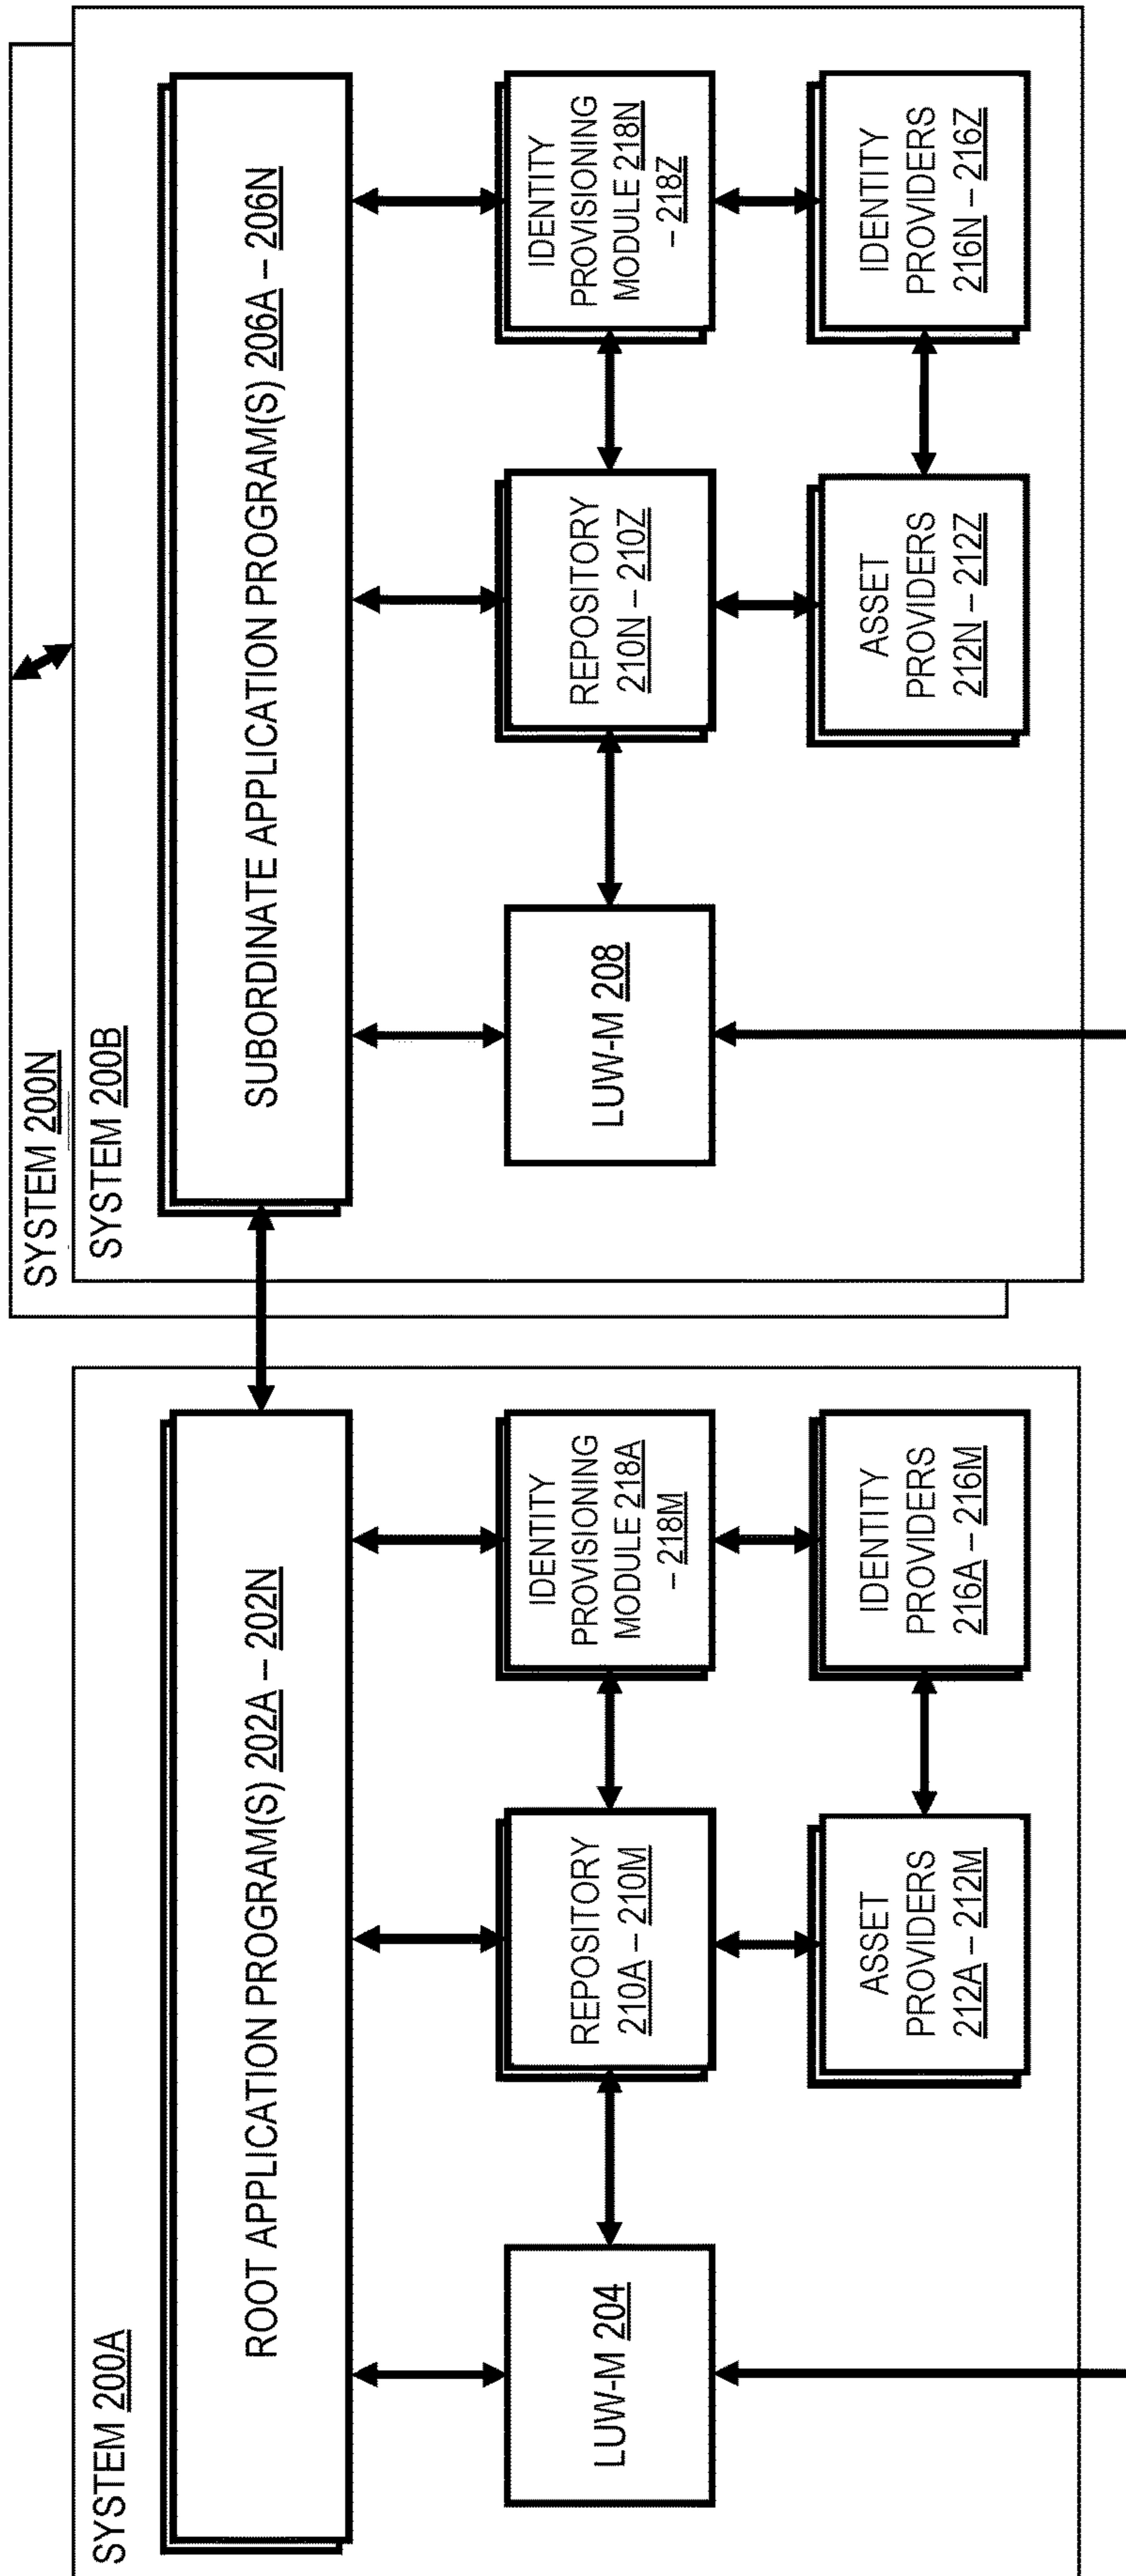 SYSTEM 200A
ROOT APPLICATION PROGRAM(S) 202A – 202N
LUW-M 204
REPOSITORY
210A – 210M
IDENTITY
PROVISIONING
MODULE 218A
– 218M
ASSET
PROVIDERS
212A – 212M
IDENTITY
PROVIDERS
216A – 216M
SYSTEM 200N
SYSTEM 200B
SUBORDINATE APPLICATION PROGRAM(S) 206A – 206N
LUW-M 208
REPOSITORY
210N – 210Z
IDENTITY
PROVISIONING
MODULE 218N
– 218Z
ASSET
PROVIDERS
212N – 212Z
IDENTITY
PROVIDERS
216N – 216Z